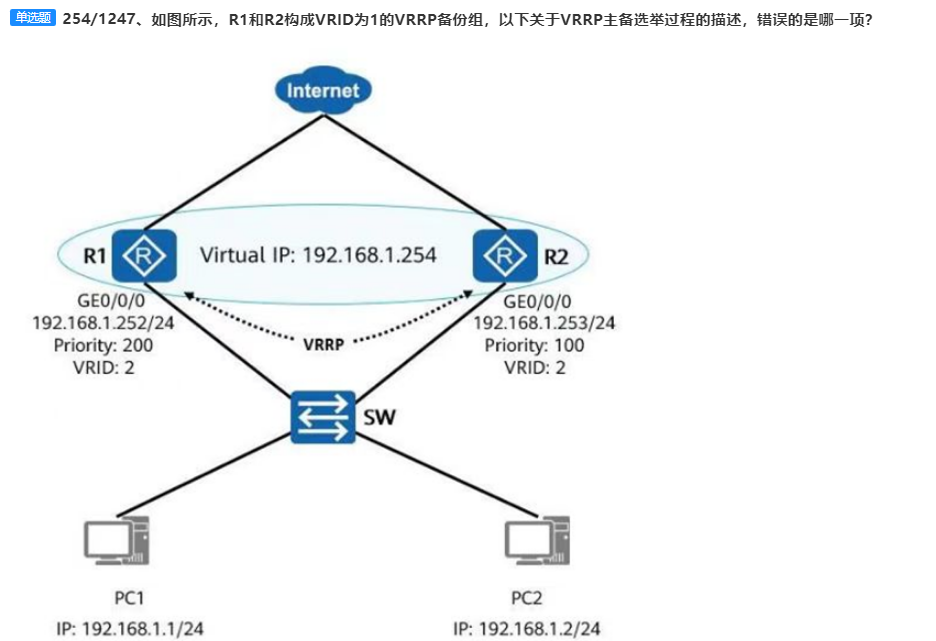 单选题 254/1247、如图所示，R1和R2构成VRID为1的VRRP备份组，以下关于VRRP主备选举过程的描述，错误的是哪一项?
Internet
R1 Virtual IP: 192.168.1.254 R2
GE0/0/0 GE0/0/0
192.168.1.252/24 192.168.1.253/24
Priority: 200 VRRP Priority: 100
VRID: 2 VRID: 2
SW
PC1 PC2
IP: 192.168.1.1/24 IP: 192.168.1.2/24